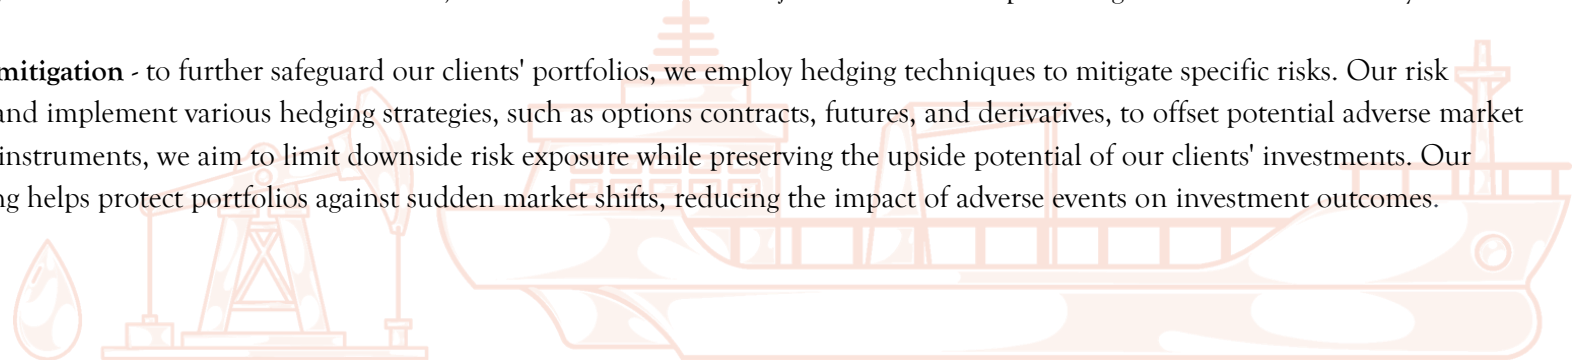 mitigation - to further safeguard our clients' portfolios, we employ hedging techniques to mitigate specific risks. Our risk
and implement various hedging strategies, such as options contracts, futures, and derivatives, to offset potential adverse market
instruments, we aim to limit downside risk exposure while preserving the upside potential of our clients' investments. Our
helps protect portfolios against sudden market shifts, reducing the impact of adverse events on investment outcomes.